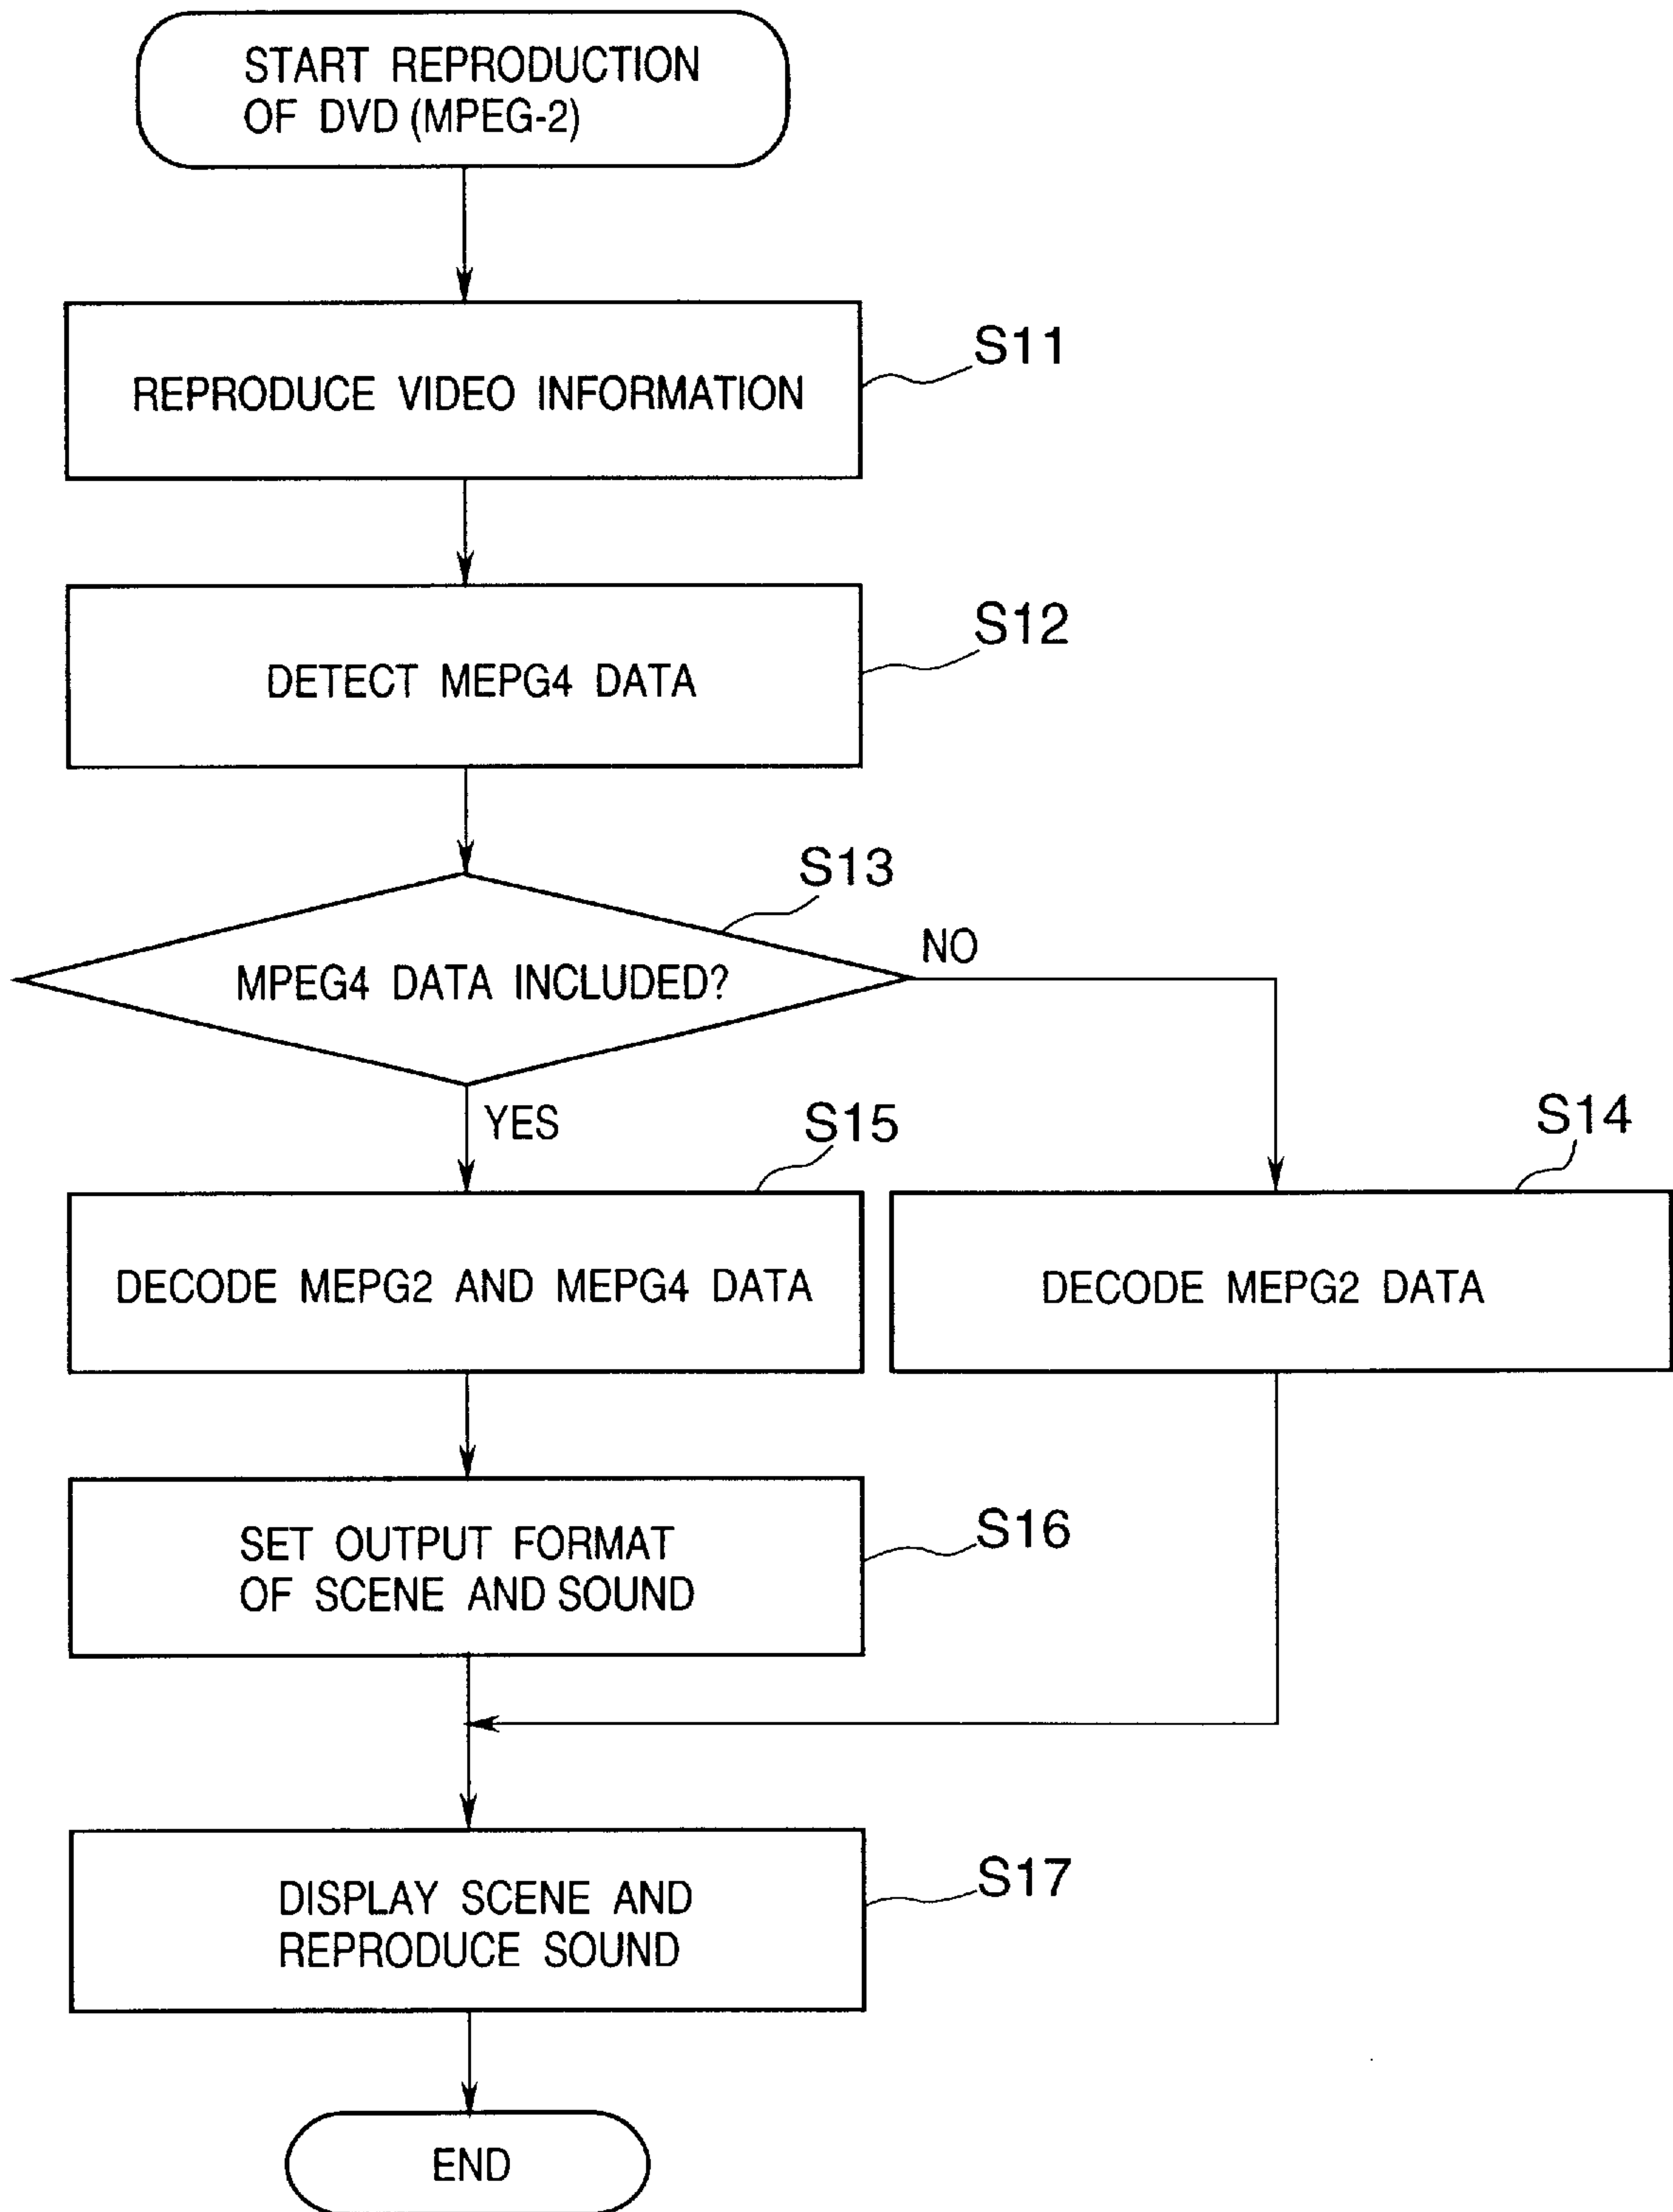 START REPRODUCTION
OF DVD (MPEG-2)
S11
REPRODUCE VIDEO INFORMATION
S12
DETECT MEPG4 DATA
S13
MPEG4 DATA INCLUDED?
NO
YES
S15
S14
DECODE MEPG2 AND MEPG4 DATA
DECODE MEPG2 DATA
S16
SET OUTPUT FORMAT
OF SCENE AND SOUND
S17
DISPLAY SCENE AND
REPRODUCE SOUND
END